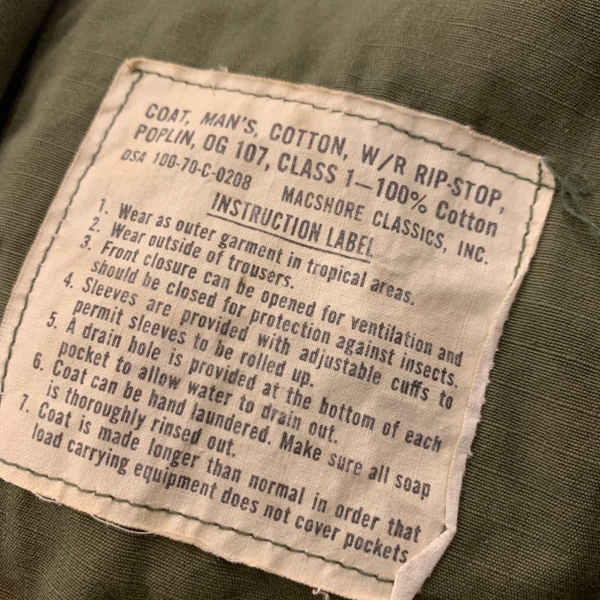 COAT, MAN'S, COTTON, W/R RIP-STOP,
POPLIN, OG 107, CLASS 1—100% Cotton
DSA 100-70-C-0208
MACSHORE CLASSICS, INC.
INSTRUCTION LABEL
1. Wear as outer garment in tropical areas.
2. Wear outside of trousers.
3. Front closure can be opened for ventilation and
should be closed for protection against insects.
4. Sleeves are provided with adjustable cuffs to
permit sleeves to be rolled up.
5. A drain hole is provided at the bottom of each
pocket to allow water to drain out.
6. Coat can be hand laundered. Make sure all soap
is thoroughly rinsed out.
7. Coat is made longer than normal in order that
load carrying equipment does not cover pockets